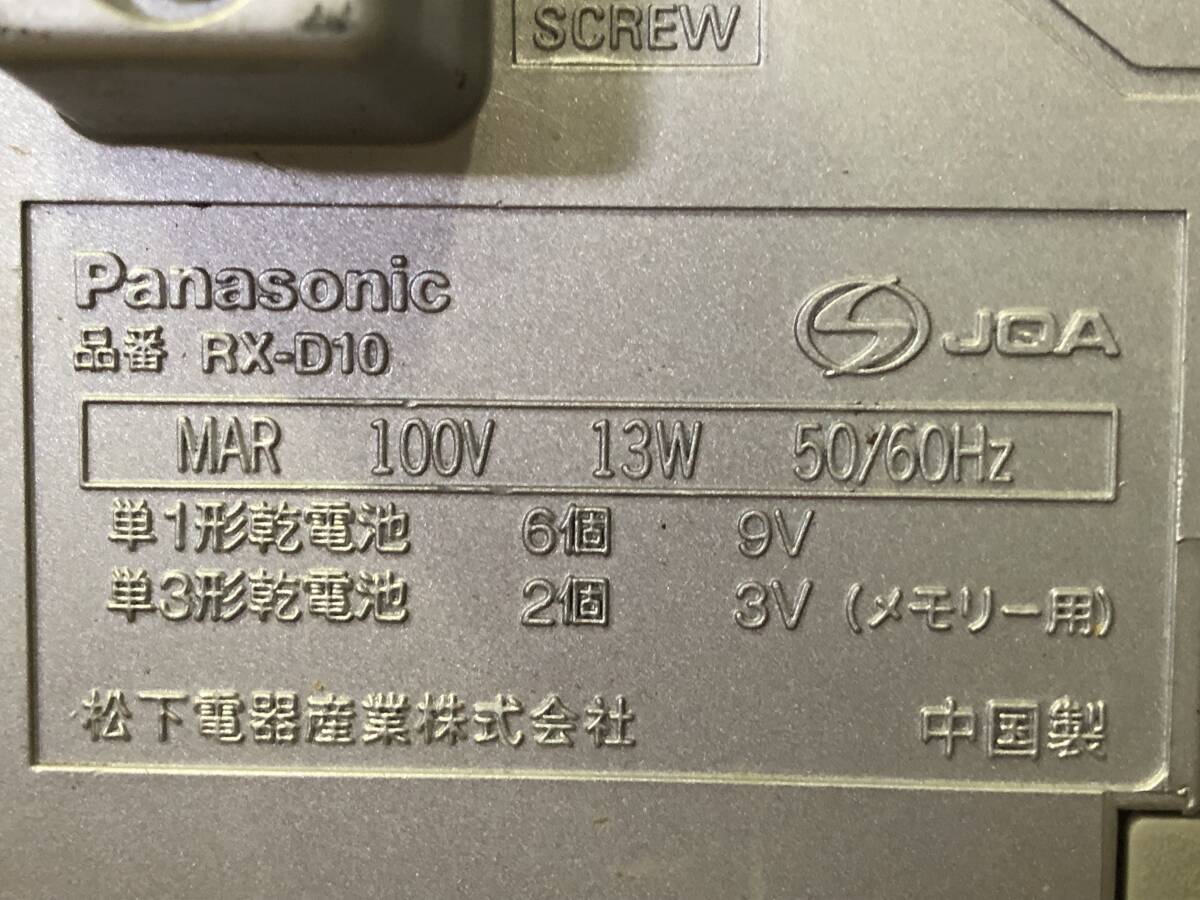 SCREW
Panasonic
品番 RX-D10
JQA
MAR 100V 13W 50/60Hz
単1形乾電池 6個 9V
単3形乾電池 2個 3V (メモリー用)
松下電器産業株式会社 中国製